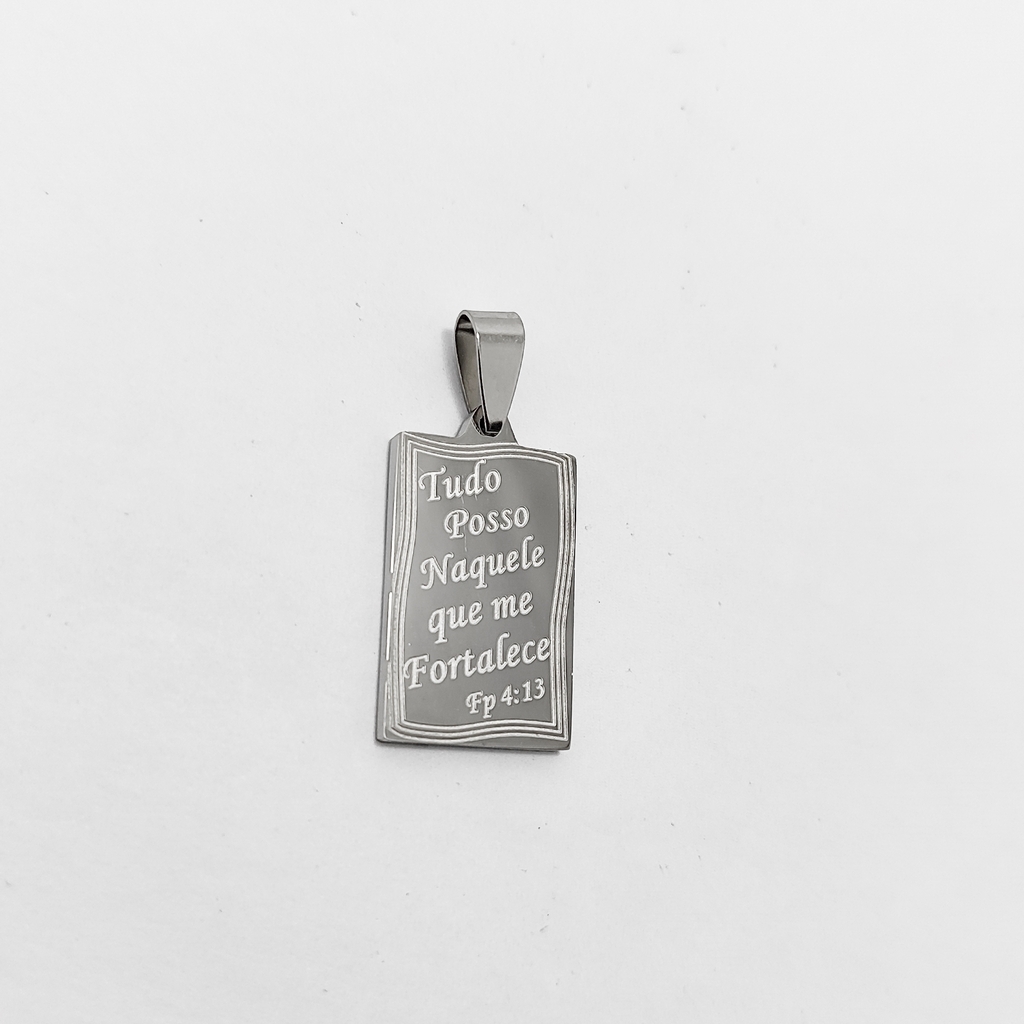 Tudo
Posso
Naquele
que me
Fortalece
Fp 4:13